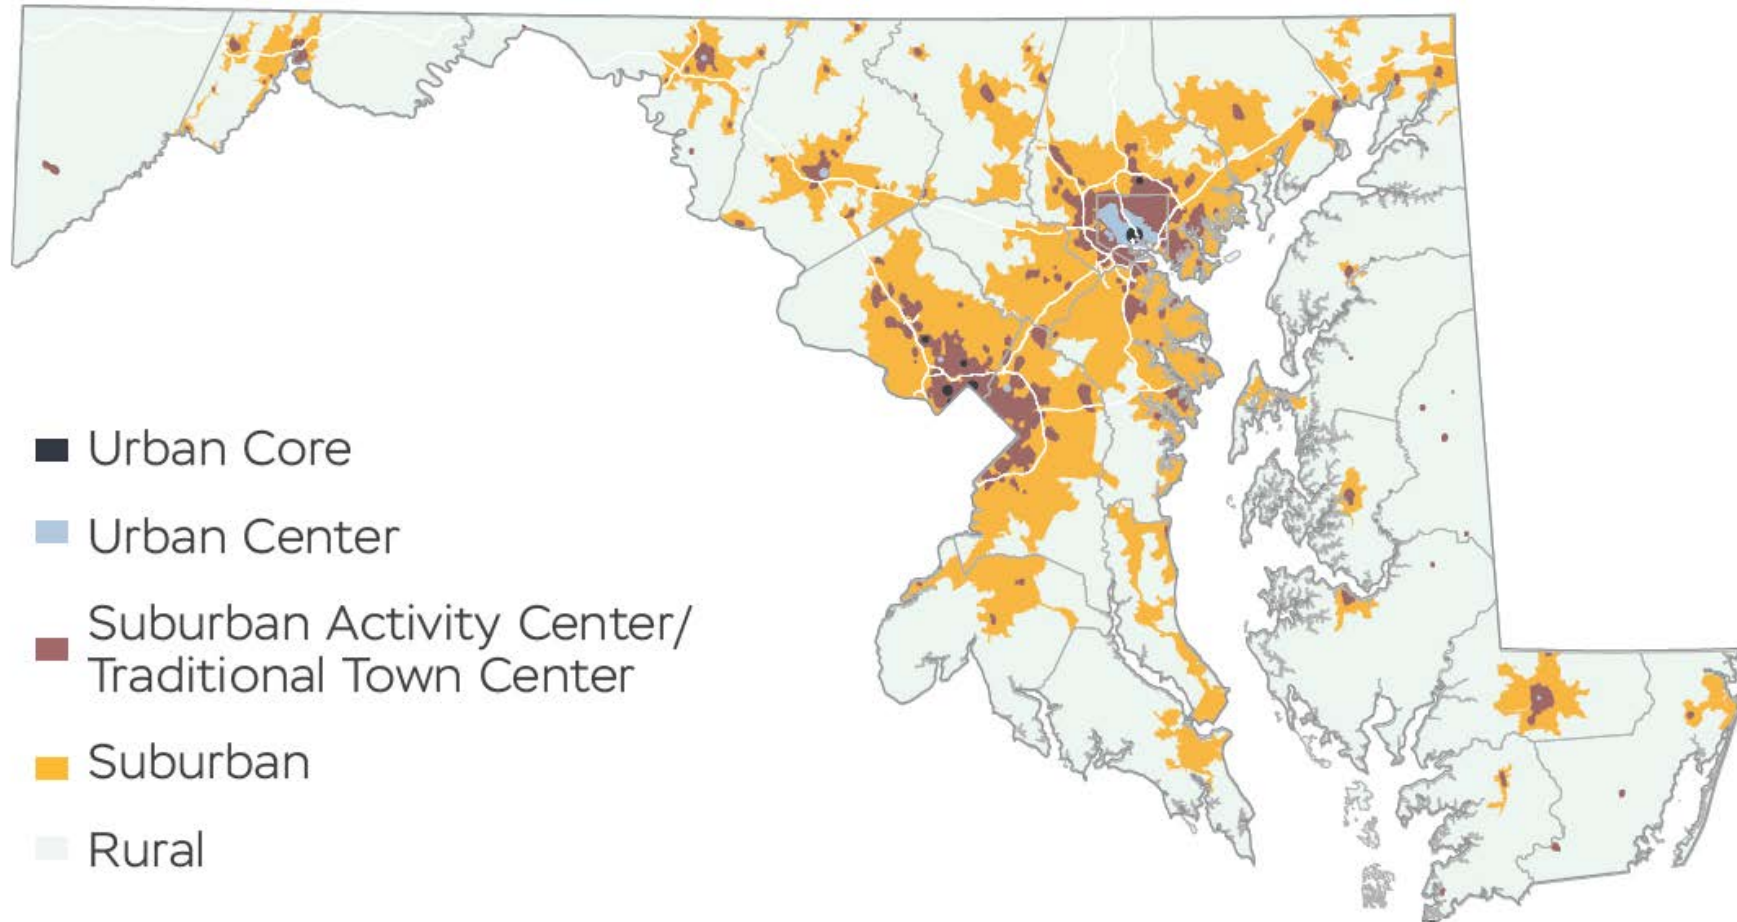 Urban Core
Urban Center
Suburban Activity Center/
Traditional Town Center
Suburban
Rural